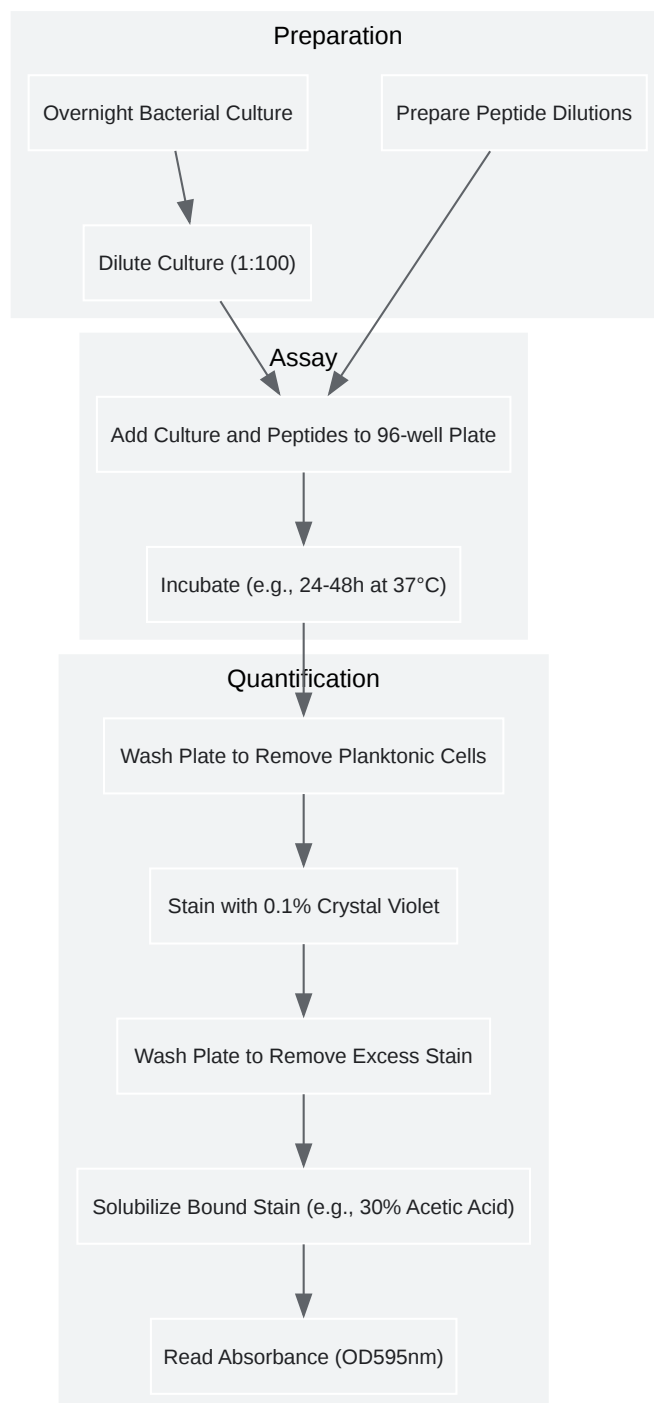 Preparation
Overnight Bacterial Culture
Prepare Peptide Dilutions
Dilute Culture (1:100)
Assay
Add Culture and Peptides to 96-well Plate
Incubate (e.g., 24-48h at 37°C)
Quantification
Wash Plate to Remove Planktonic Cells
Stain with 0.1% Crystal Violet
Wash Plate to Remove Excess Stain
Solubilize Bound Stain (e.g., 30% Acetic Acid)
Read Absorbance (OD595nm)